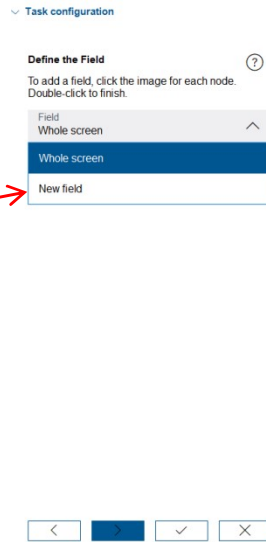 Task configuration
Define the Field
To add a field, click the image for each node.
Double-click to finish.
Field
Whole screen
Whole screen
New field